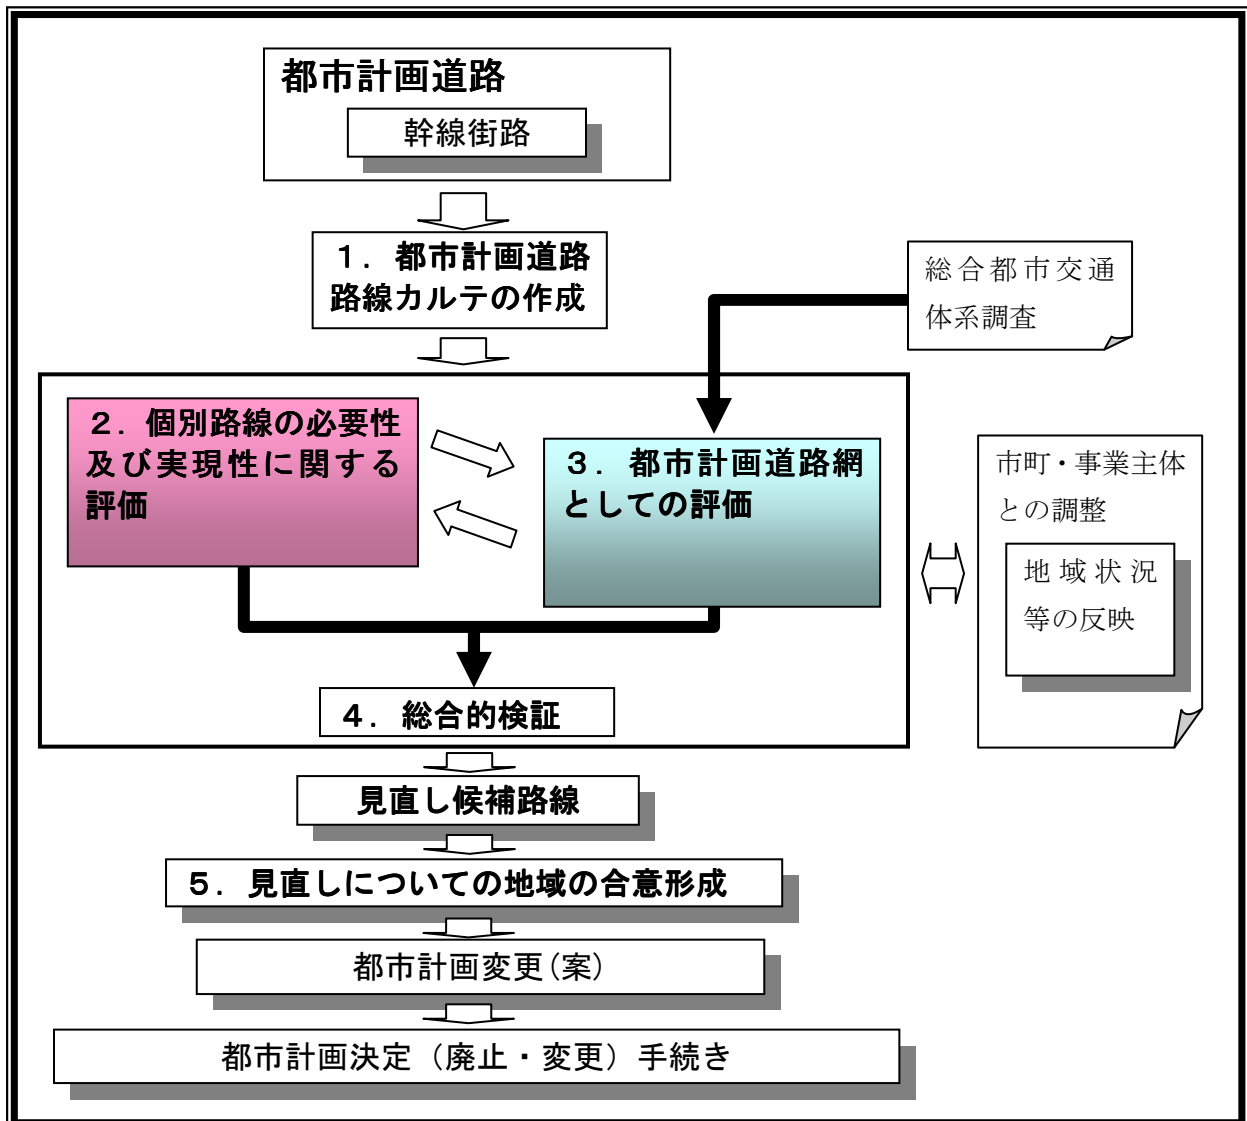 都市計画道路
幹線街路
１．都市計画道路
路線カルテの作成
総合都市交通
体系調査
２．個別路線の必要性
及び実現性に関する
評価
３．都市計画道路網
としての評価
市町・事業主体
との調整
地域状況
等の反映
４．総合的検証
見直し候補路線
５．見直しについての地域の合意形成
都市計画変更(案)
都市計画決定（廃止・変更）手続き